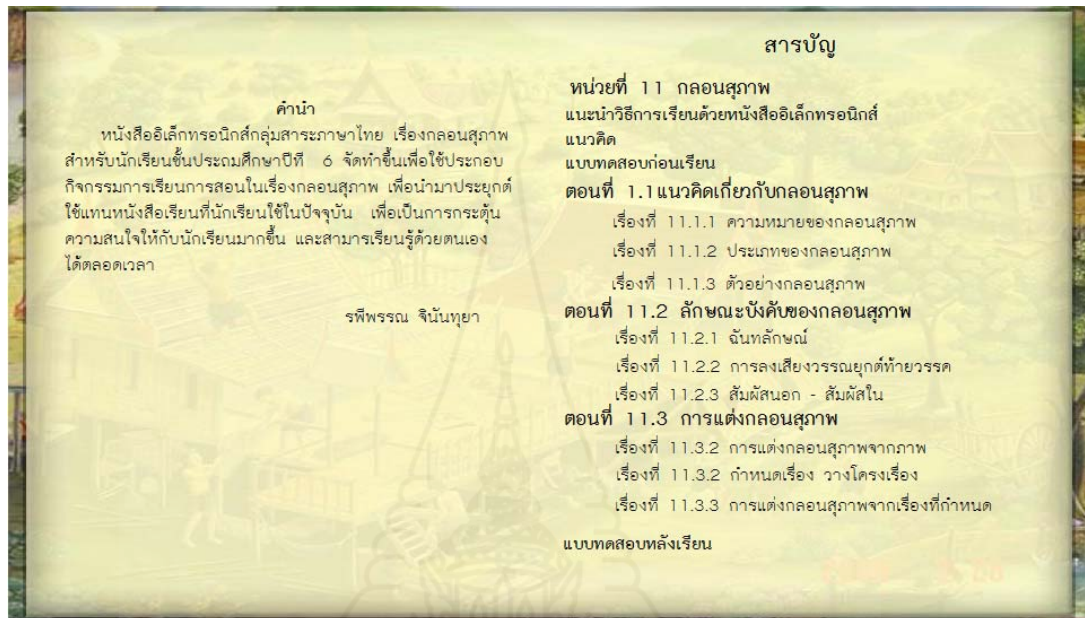 คำนำ
หนังสืออิเล็กทรอนิกส์กลุ่มสาระภาษาไทย เรื่องกลอนสุภาพ
สำหรับนักเรียนชั้นประถมศึกษาปีที่ 6 จัดทำขึ้นเพื่อใช้ประกอบ
กิจกรรมการเรียนการสอนในเรื่องกลอนสุภาพ เพื่อนำมาประยุกต์
ใช้แทนหนังสือเรียนที่นักเรียนใช้ในปัจจุบัน เพื่อเป็นการกระตุ้น
ความสนใจให้กับนักเรียนมากขึ้น และสามารเรียนรู้ด้วยตนเอง
ได้ตลอดเวลา
รพีพรรณ จินันทุยา
สารบัญ
หน่วยที่ 11 กลอนสุภาพ
แนะนำวิธีการเรียนด้วยหนังสืออิเล็กทรอนิกส์
แนวคิด
แบบทดสอบก่อนเรียน
ตอนที่ 1.1แนวคิดเกี่ยวกับกลอนสุภาพ
เรื่องที่ 11.1.1 ความหมายของกลอนสุภาพ
เรื่องที่ 11.1.2 ประเภทของกลอนสุภาพ
เรื่องที่ 11.1.3 ตัวอย่างกลอนสุภาพ
ตอนที่ 11.2 ลักษณะบังคับของกลอนสุภาพ
เรื่องที่ 11.2.1 ฉันทลักษณ์
เรื่องที่ 11.2.2 การลงเสียงวรรณยุกต์ท้ายวรรค
เรื่องที่ 11.2.3 สัมผัสนอก - สัมผัสใน
ตอนที่ 11.3 การแต่งกลอนสุภาพ
เรื่องที่ 11.3.2 การแต่งกลอนสุภาพจากภาพ
เรื่องที่ 11.3.2 กำหนดเรื่อง วางโครงเรื่อง
เรื่องที่ 11.3.3 การแต่งกลอนสุภาพจากเรื่องที่กำหนด
แบบทดสอบหลังเรียน